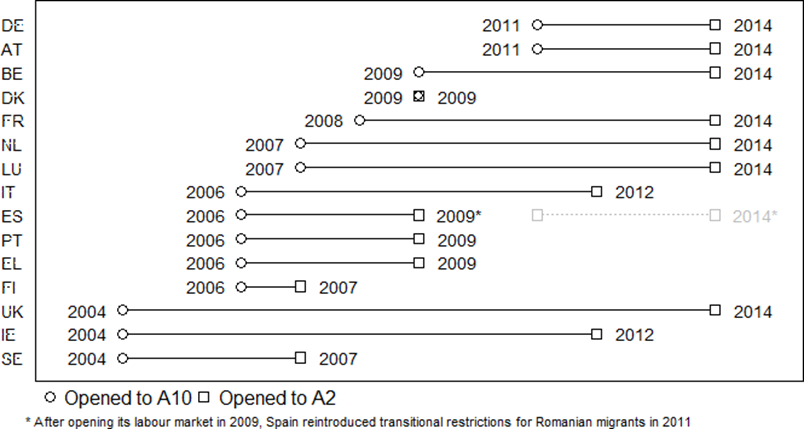 DE 2011 2014
AT 2011 2014
BE 2009 2014
DK 2009 2009
FR 2008 2014
NL 2007 2014
LU 2007 2014
IT 2006 2012
ES 2006 2009* 2014*
PT 2006 2009
EL 2006 2009
FI 2006 2007
UK 2004 2014
IE 2004 2012
SE 2004 2007
Opened to A10 Opened to A2
* After opening its labour market in 2009, Spain reintroduced transitional restrictions for Romanian migrants in 2011